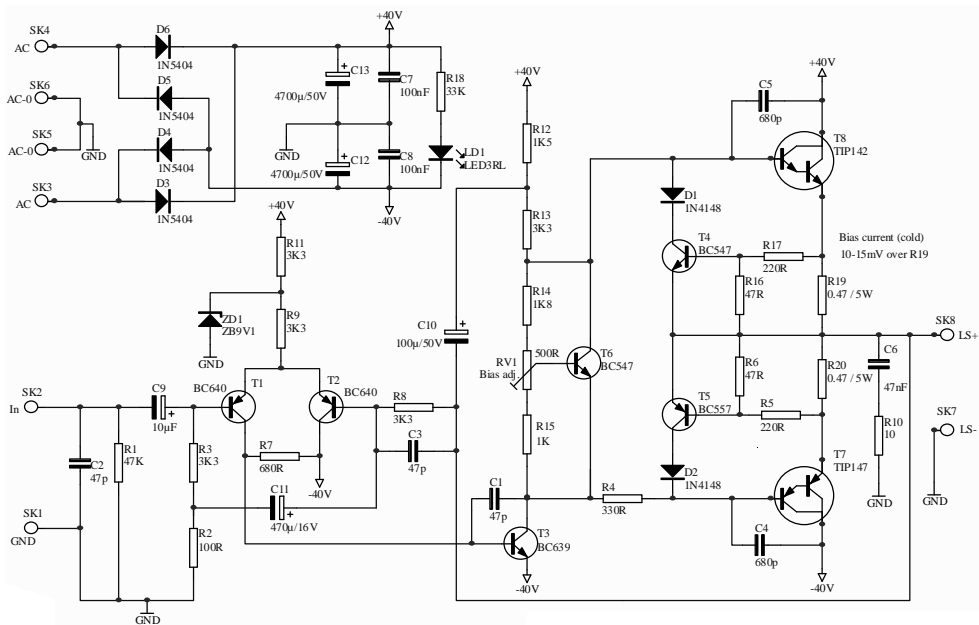 SK4
AC
D6
1N5404
+40V
SK6
AC-0
D5
1N5404
C13
4700µ/50V
C7
100nF
R18
33K
+40V
+40V
C5
680p
SK5
AC-0
GND
D4
1N5404
GND
R12
1K5
T8
TIP142
C12
4700µ/50V
C8
100nF
LD1
LED3RL
SK3
AC
D3
1N5404
-40V
D1
1N4148
+40V
R13
3K3
R11
3K3
T4
BC547
R17
220R
Bias current (cold)
10-15mV over R19
R14
1K8
R16
47R
R19
0.47 / 5W
R9
3K3
ZD1
ZB9V1
GND
C10
100µ/50V
SK8
LS+
RV1
Bias adj.
500R
T6
BC547
R6
47R
R20
0.47 / 5W
C6
47nF
SK2
In
C9
10µF
BC640
T1
T2
BC640
R8
3K3
T5
BC557
R5
220R
SK7
LS-
R10
10
R15
1K
R1
47K
R3
3K3
R7
680R
C3
47p
C2
47p
-40V
D2
1N4148
T7
TIP147
C11
470µ/16V
C1
47p
R4
330R
GND
GND
SK1
GND
R2
100R
T3
BC639
C4
680p
-40V
-40V
GND